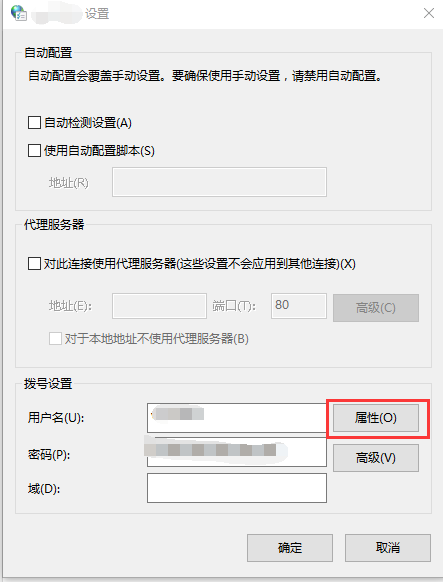 设置
自动配置
自动配置会覆盖手动设置。要确保使用手动设置，请禁用自动配置。
自动检测设置(A)
使用自动配置脚本(S)
地址(R)
代理服务器
对此连接使用代理服务器(这些设置不会应用到其他连接)(X)
地址(E): 端口(T): 80 高级(C)
对于本地地址不使用代理服务器(B)
拨号设置
用户名(U): 属性(O)
密码(P): 高级(V)
域(D):
确定 取消